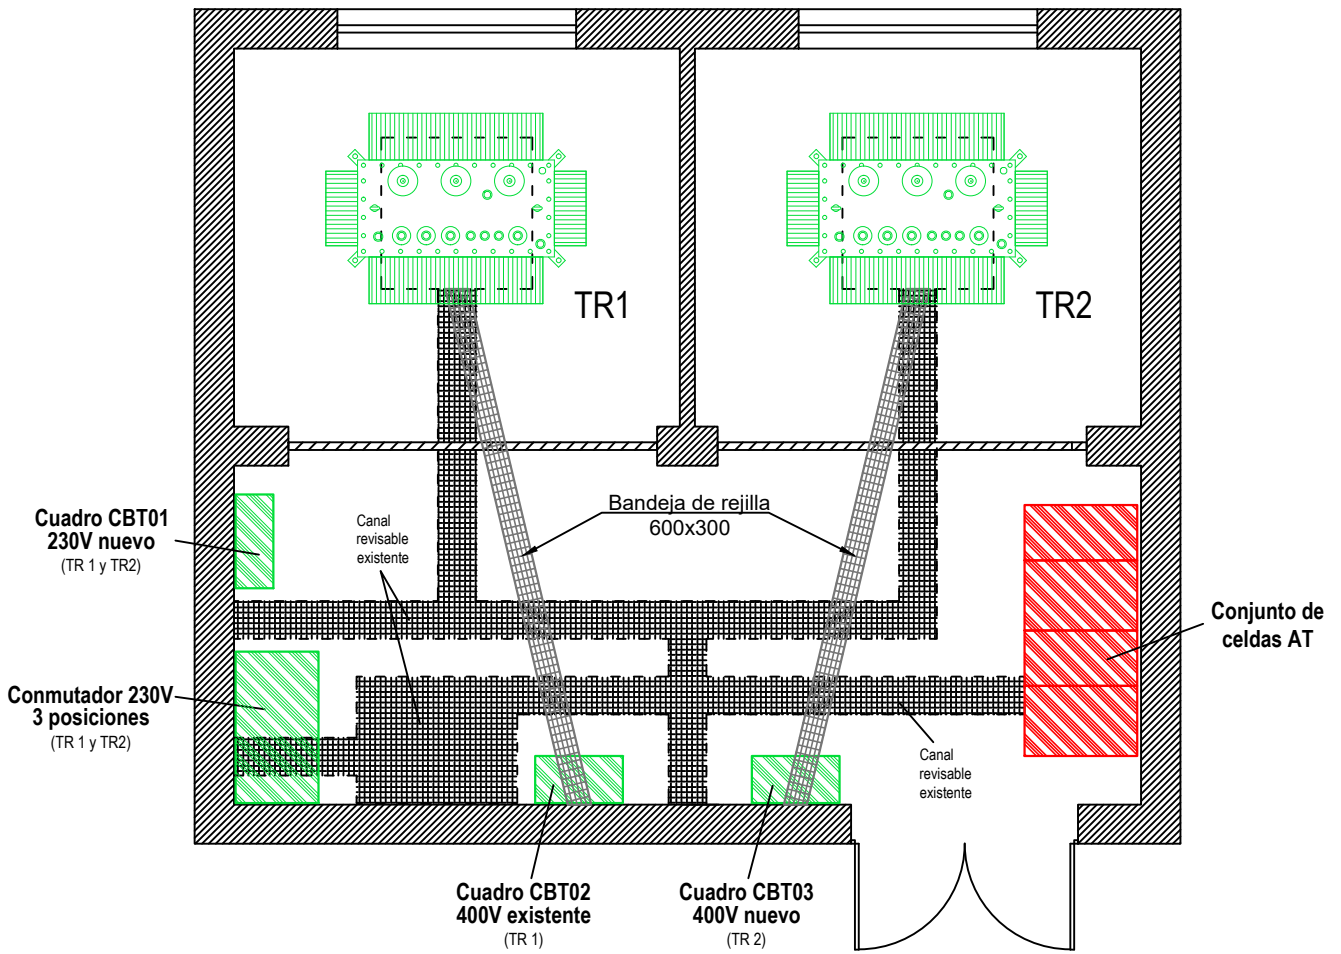 TR1
TR2
Cuadro CBT01
230V nuevo
(TR 1 y TR2)
Canal
revisable
existente
Bandeja de rejilla
600x300
Conjunto de
celdas AT
Conmutador 230V
3 posiciones
(TR 1 y TR2)
Canal
revisable
existente
Cuadro CBT02
400V existente
(TR 1)
Cuadro CBT03
400V nuevo
(TR 2)